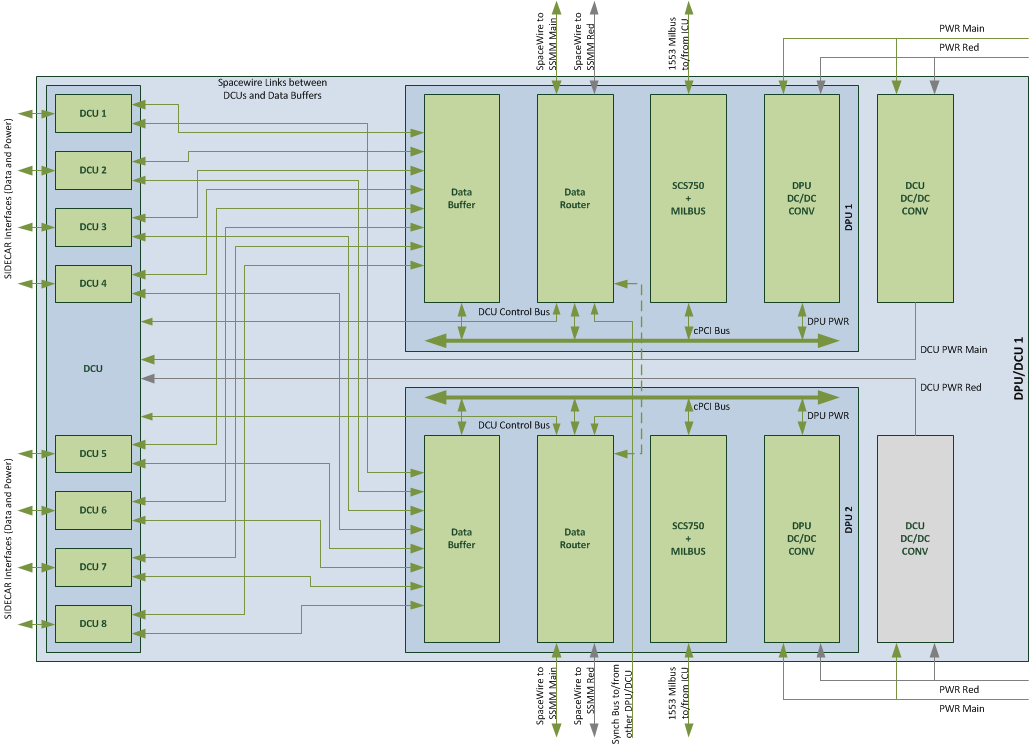 SpaceWire to
SSMM Main
SpaceWire to
SSMM Red
1553 Milbus
to/from ICU
PWR Main
PWR Red
Spacewire Links between
DCUs and Data Buffers
SIDECAR Interfaces (Data and Power)
DCU 1
DCU 2
DCU 3
DCU 4
DCU
DCU 5
DCU 6
DCU 7
DCU 8
SIDECAR Interfaces (Data and Power)
Data
Buffer
Data
Router
SCS750
+
MILBUS
DPU
DC/DC
CONV
DPU 1
DCU
DC/DC
CONV
DCU Control Bus
cPCI Bus
DPU PWR
DCU PWR Main
DPU/DCU 1
DCU PWR Red
cPCI Bus
DPU PWR
DCU Control Bus
Data
Buffer
Data
Router
SCS750
+
MILBUS
DPU
DC/DC
CONV
DPU 2
DCU
DC/DC
CONV
SpaceWire to
SSMM Main
SpaceWire to
SSMM Red
Synch Bus to/from
other DPU/DCU
1553 Milbus
to/from ICU
PWR Red
PWR Main